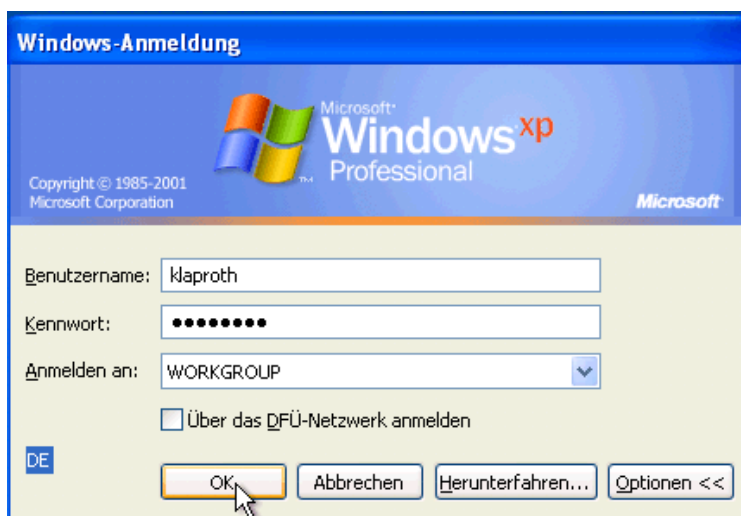 Windows-Anmeldung
Microsoft®
Windows xp
Professional
Copyright © 1985-2001
Microsoft Corporation
Microsoft
Benutzername: klaproth
Kennwort: ••••••••
Anmelden an: WORKGROUP
Über das DFÜ-Netzwerk anmelden
DE
OK Abbrechen Herunterfahren... Optionen <<